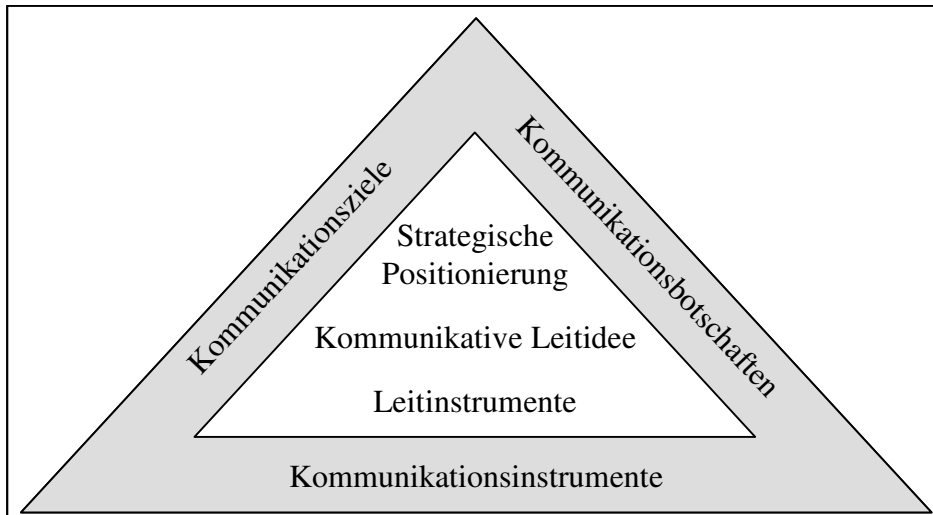 Kommunikationsziele
Kommunikationsbotschaften
Strategische
Positionierung
Kommunikative Leitidee
Leitinstrumente
Kommunikationsinstrumente